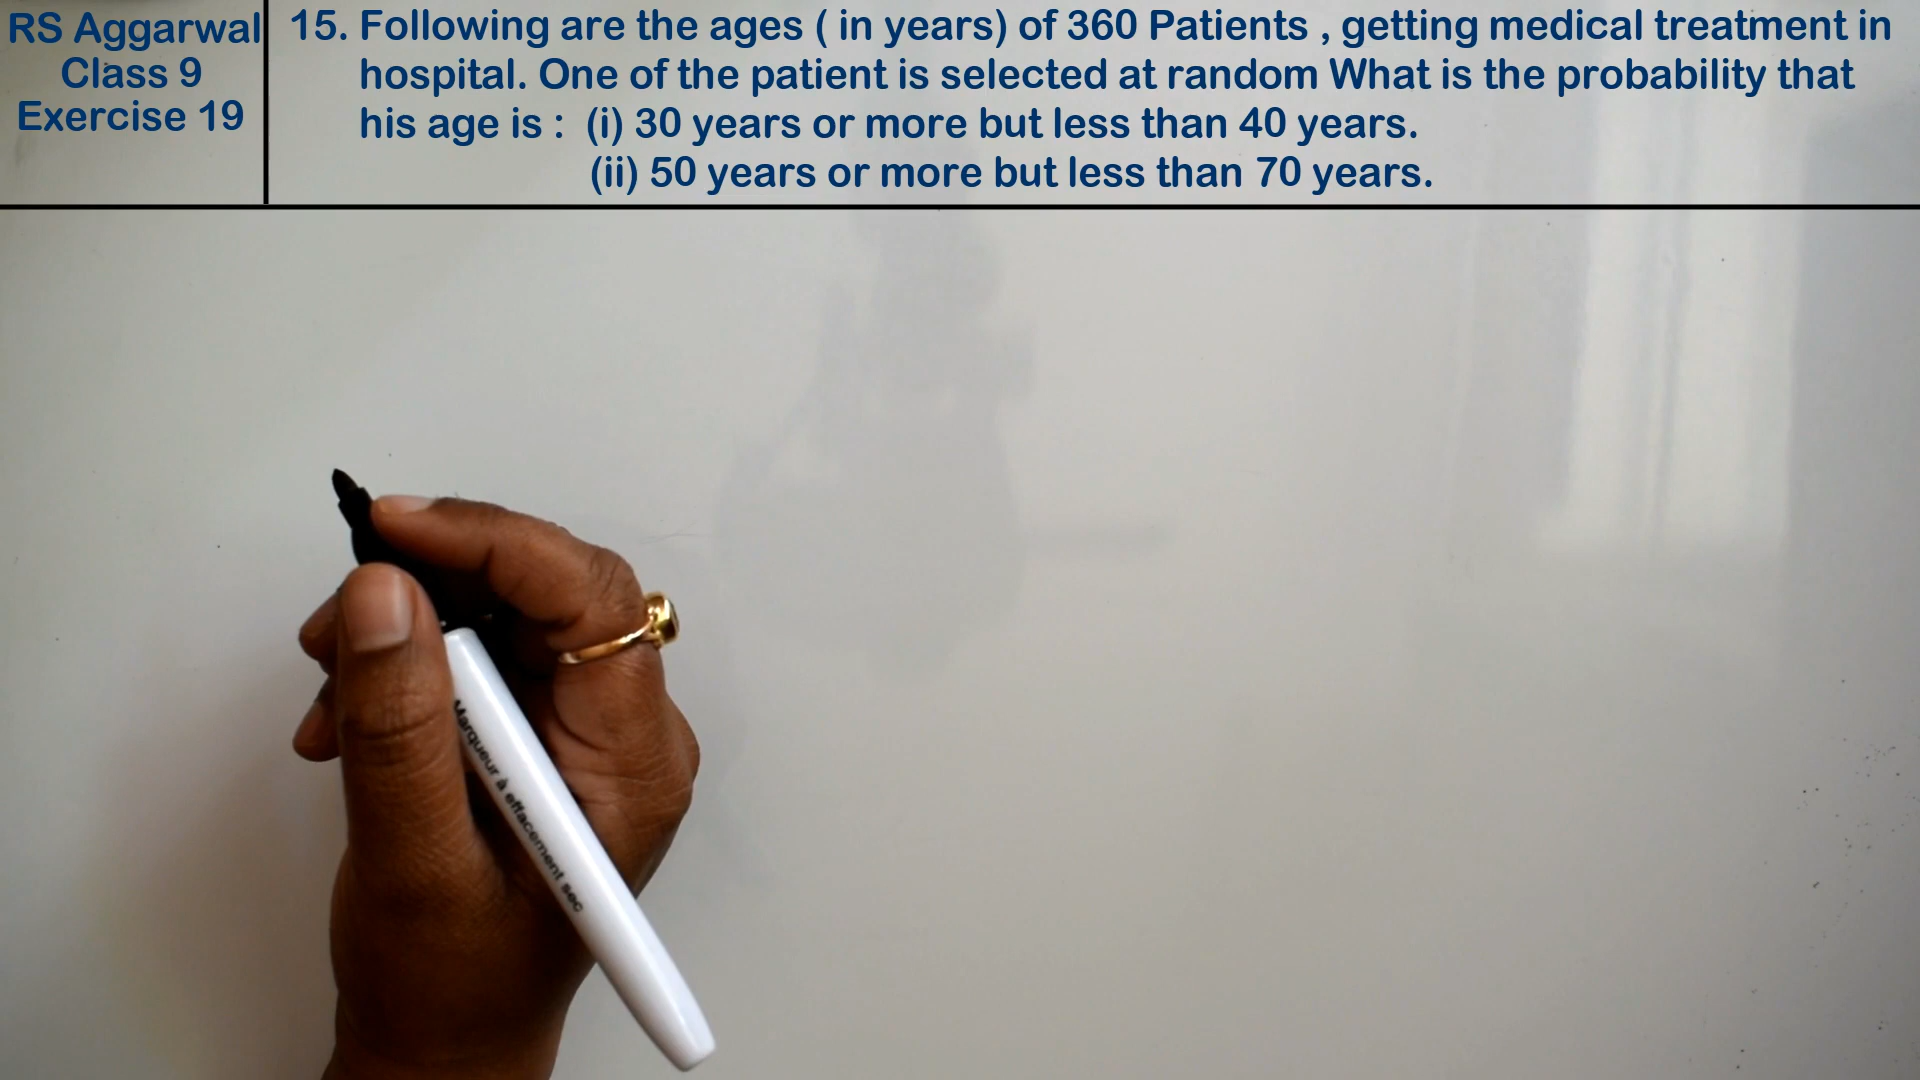 RS Aggarwal
Class 9
Exercise 19
15. Following are the ages ( in years) of 360 Patients , getting medical treatment in
hospital. One of the patient is selected at random What is the probability that
his age is : (i) 30 years or more but less than 40 years.
(ii) 50 years or more but less than 70 years.
Marqueur à effacement sec